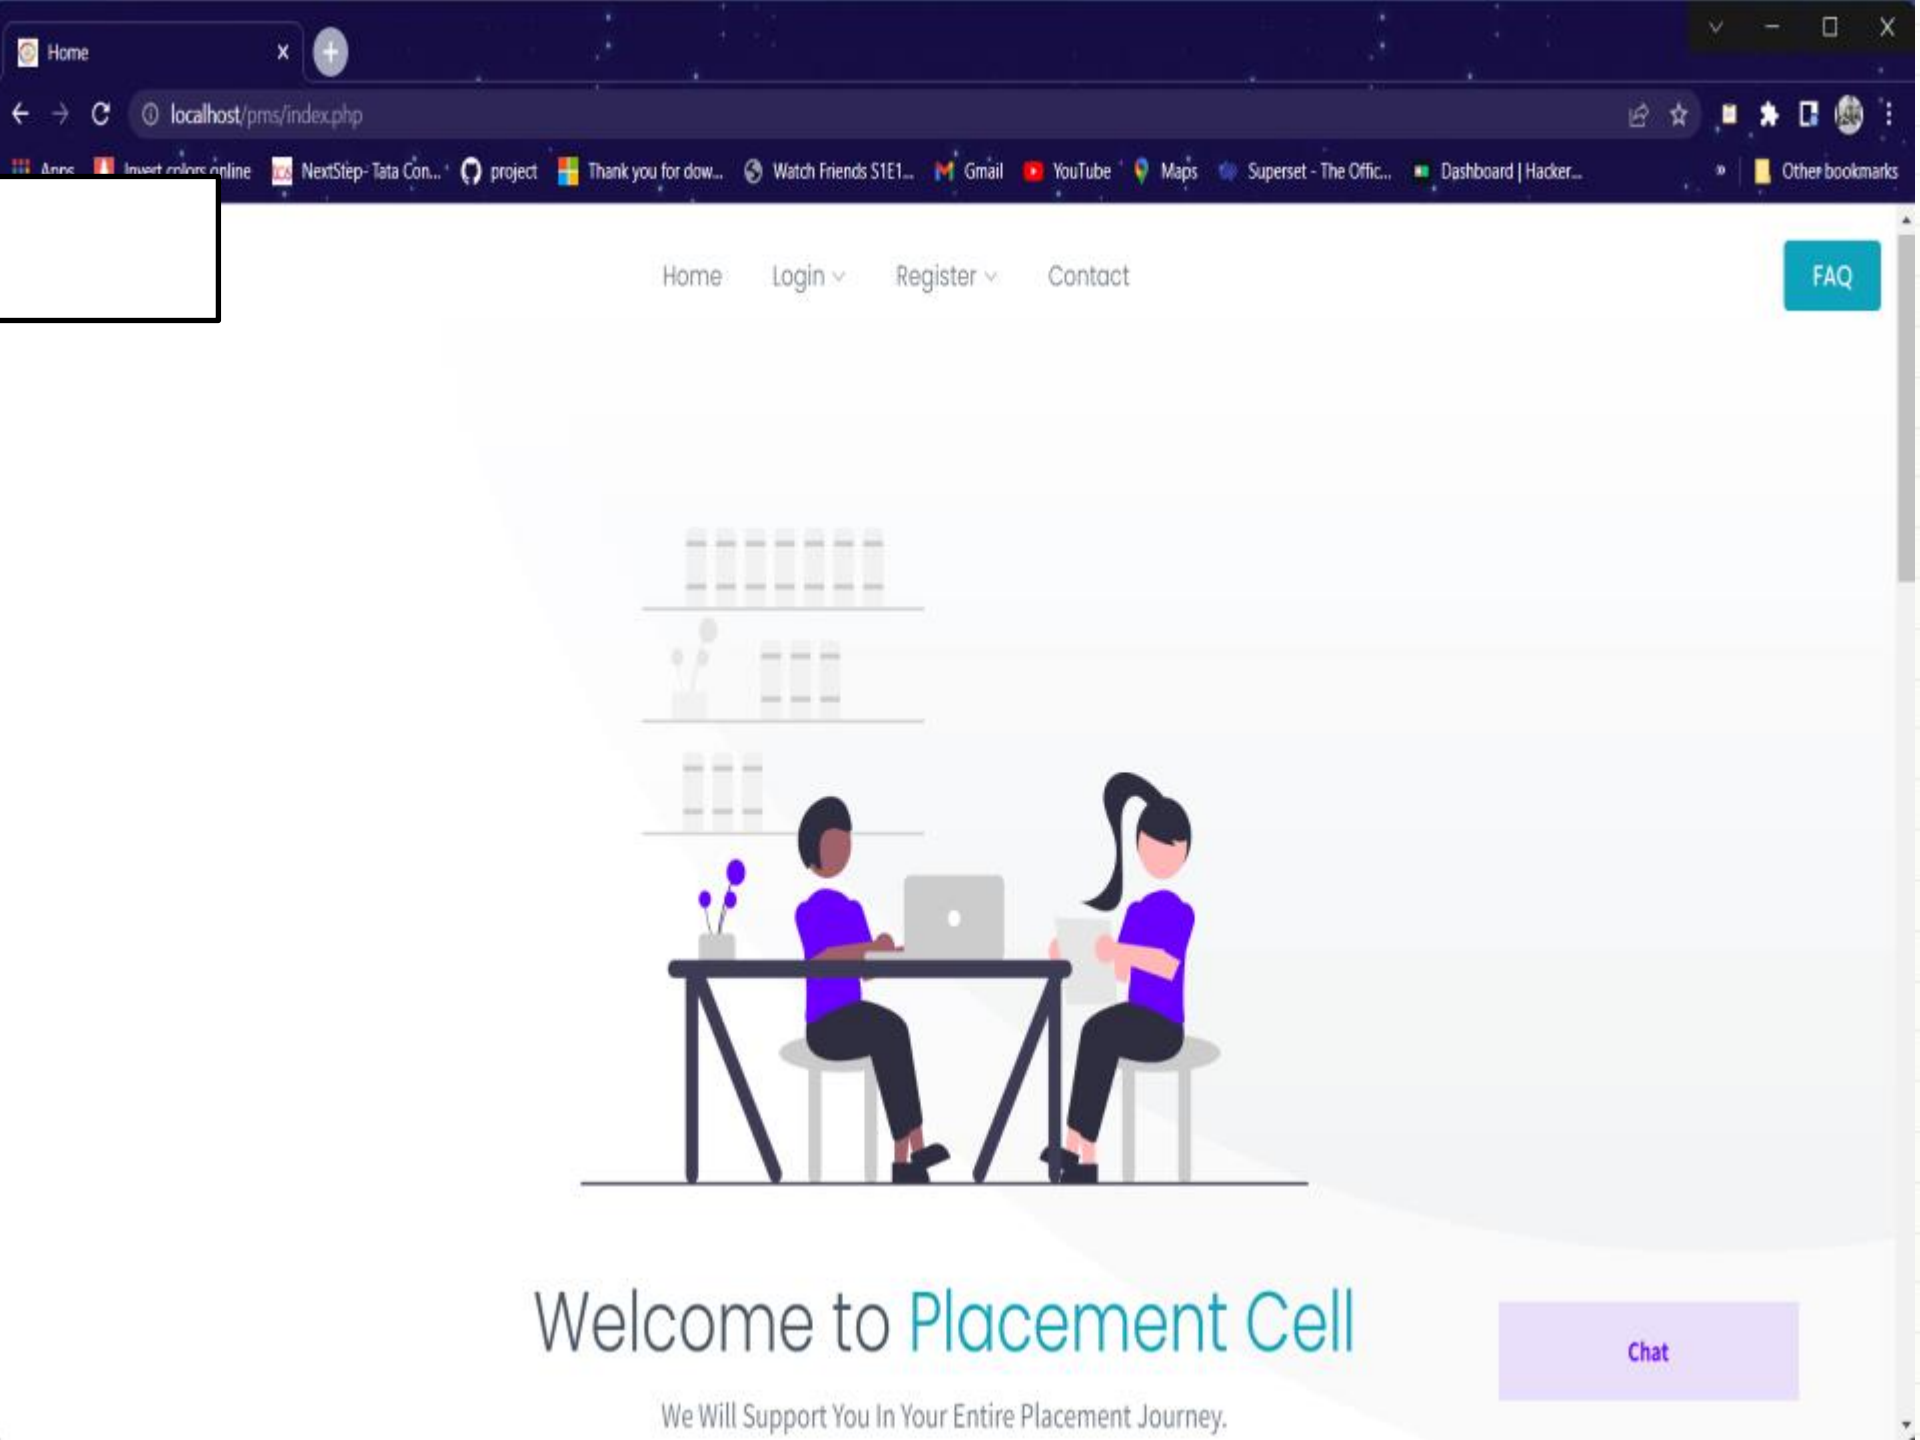 Home
localhost/pms/index.php
Apps Invert colors online NextStep- Tata Con... project Thank you for dow... Watch Friends S1E1... Gmail YouTube Maps Superset - The Offic... Dashboard | Hacker... » Other bookmarks
Home Login Register Contact FAQ
Welcome to Placement Cell
Chat
We Will Support You In Your Entire Placement Journey.